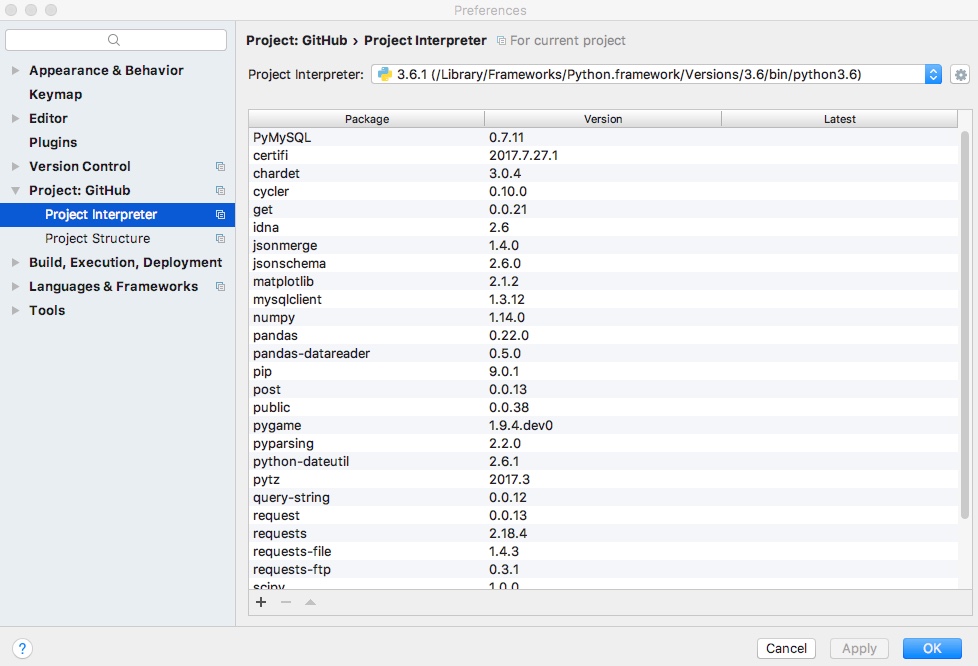 Preferences
Project: GitHub › Project Interpreter For current project
Appearance & Behavior
Keymap
Editor
Plugins
Version Control
Project: GitHub
Project Interpreter
Project Structure
Build, Execution, Deployment
Languages & Frameworks
Tools
Project Interpreter: 3.6.1 (/Library/Frameworks/Python.framework/Versions/3.6/bin/python3.6)
Package Version Latest
PyMySQL 0.7.11
certifi 2017.7.27.1
chardet 3.0.4
cycler 0.10.0
get 0.0.21
idna 2.6
jsonmerge 1.4.0
jsonschema 2.6.0
matplotlib 2.1.2
mysqlclient 1.3.12
numpy 1.14.0
pandas 0.22.0
pandas-datareader 0.5.0
pip 9.0.1
post 0.0.13
public 0.0.38
pygame 1.9.4.dev0
pyparsing 2.2.0
python-dateutil 2.6.1
pytz 2017.3
query-string 0.0.12
request 0.0.13
requests 2.18.4
requests-file 1.4.3
requests-ftp 0.3.1
scipy 1.0.0
+ −
? Cancel Apply OK